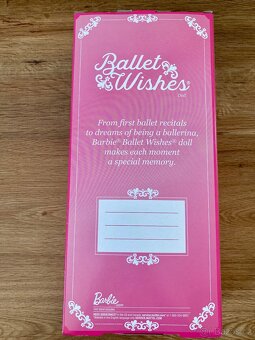 Ballet
Wishes®
Doll
From first ballet recitals
to dreams of being a ballerina,
Barbie® Ballet Wishes® doll
makes each moment
a special memory.
Barbie